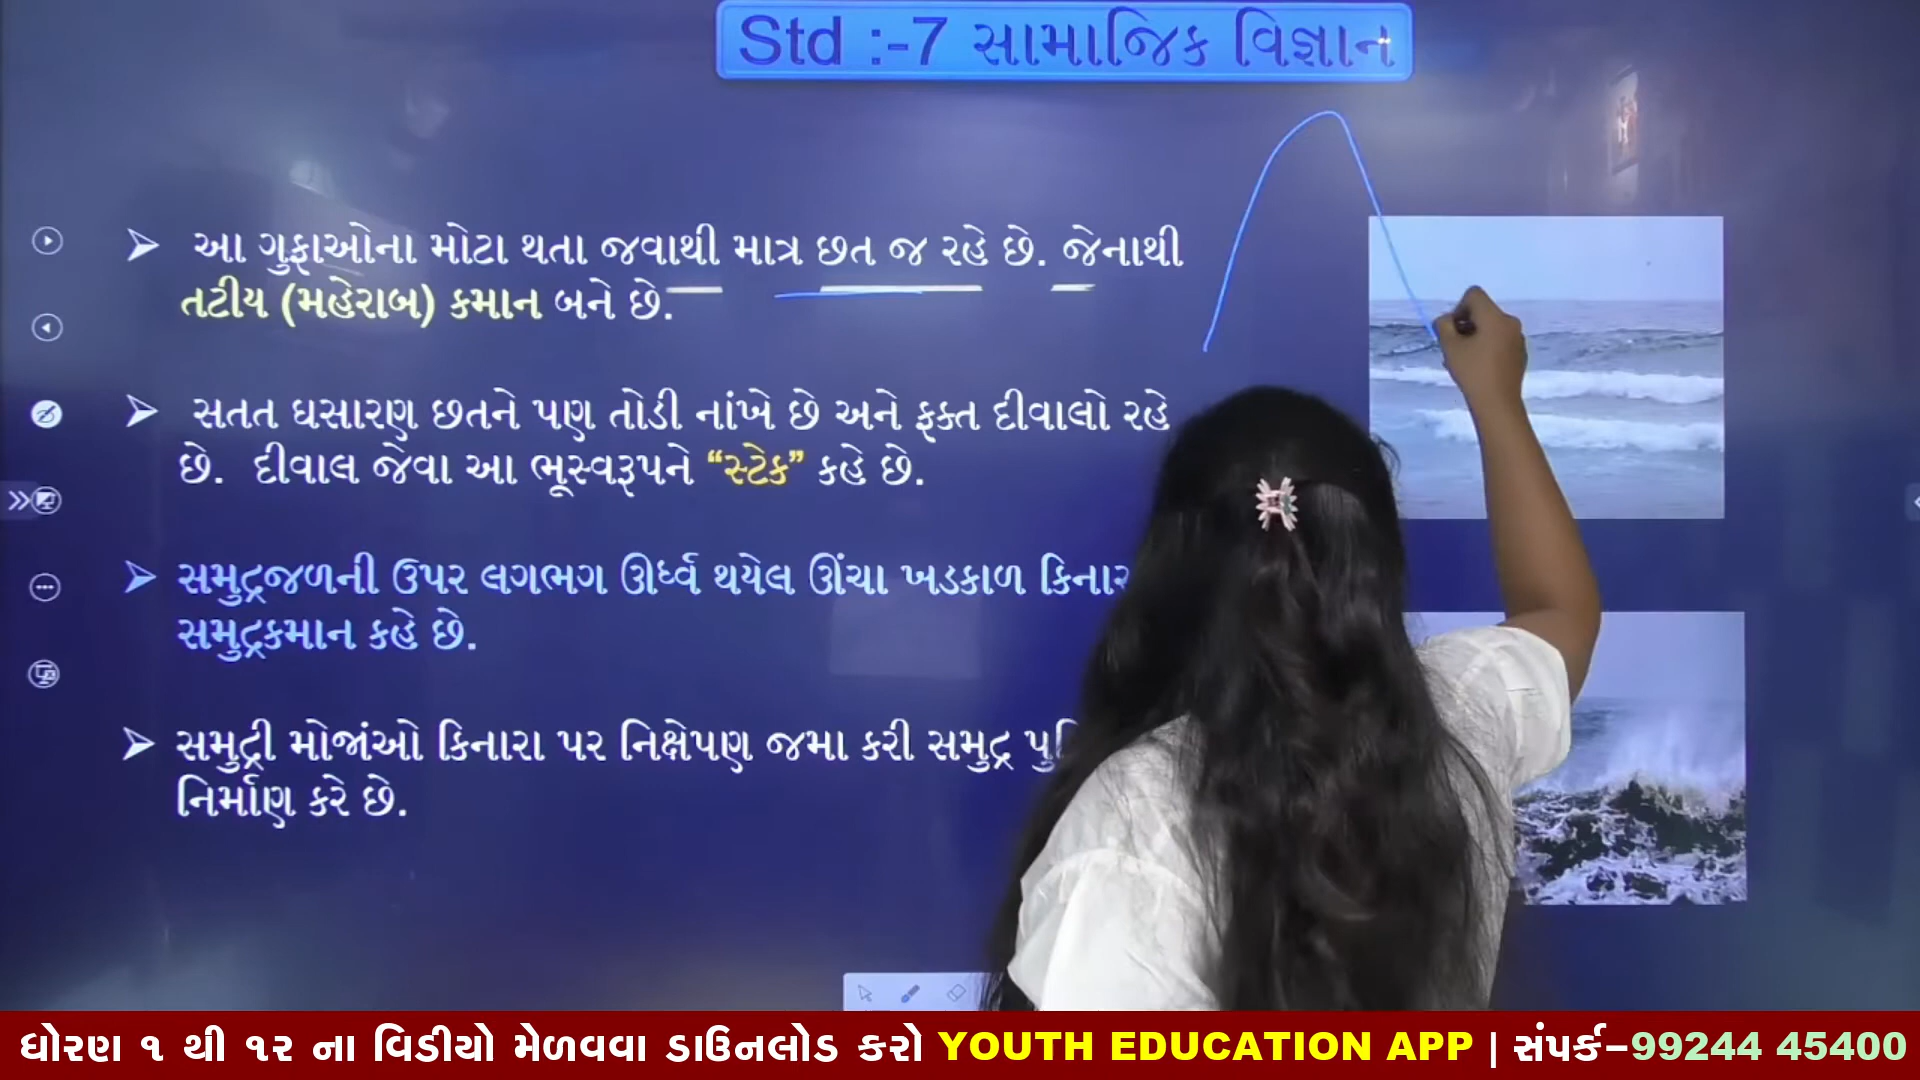 Std :-7 સામાજિક વિજ્ઞાન
➢ આ ગુફાઓના મોટા થતા જવાથી માત્ર છત જ રહે છે. જેનાથી
તટીય (મહેરાબ) કમાન બને છે.
➢ સતત ઘસારણ છતને પણ તોડી નાંખે છે અને ફક્ત દીવાલો રહે
છે. દીવાલ જેવા આ ભૂસ્વરૂપને “સ્ટેક” કહે છે.
➢ સમુદ્રજળની ઉપર લગભગ ઊર્ધ્વ થયેલ ઊંચા ખડકાળ
સમુદ્રકમાન કહે છે.
➢ સમુદ્રી મોજાંઓ કિનારા પર નિક્ષેપણ જમા કરી સમુદ્ર
નિર્માણ કરે છે.
ધોરણ ૧ થી ૧૨ ના વિડીયો મેળવવા ડાઉનલોડ કરો YOUTH EDUCATION APP | સંપર્ક–99244 45400